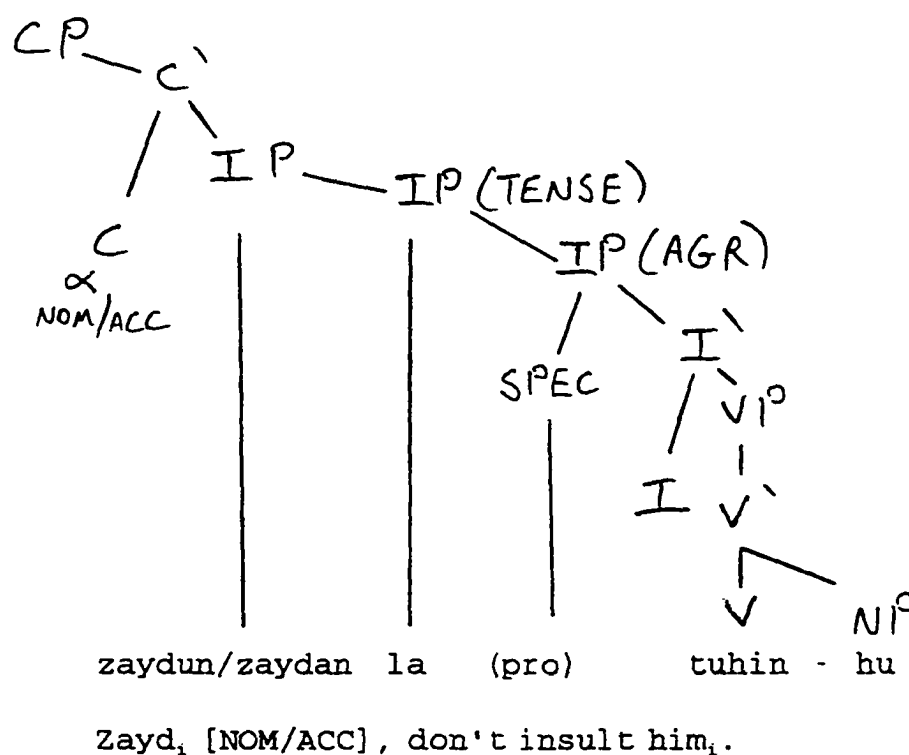 CP
C`
IP
IP (TENSE)
C
IP (AGR)
α
NOM/ACC
I`
SPEC
VP
I
V`
V
NP
zaydun/zaydan la (pro) tuhin - hu
Zaydᵢ [NOM/ACC], don't insult himᵢ.